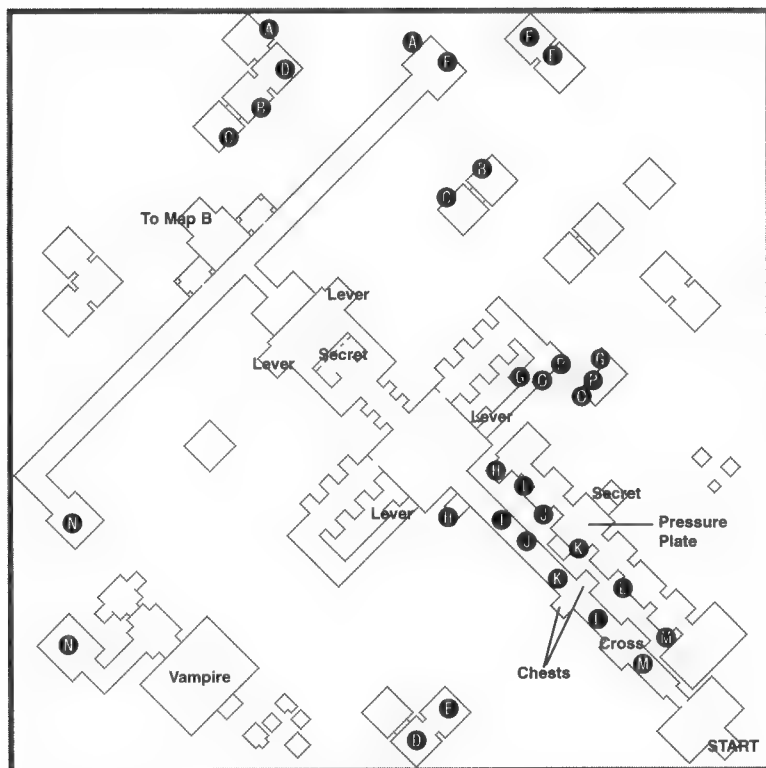 A
A
F
F
F
D
B
C
B
C
To Map B
Lever
Secret
Lever
G
P
G
O
G
P
O
Lever
H
I
Secret
Lever
H
I
J
J
Pressure
Plate
N
K
K
L
Chests
L
Cross
M
M
N
Vampire
F
D
START